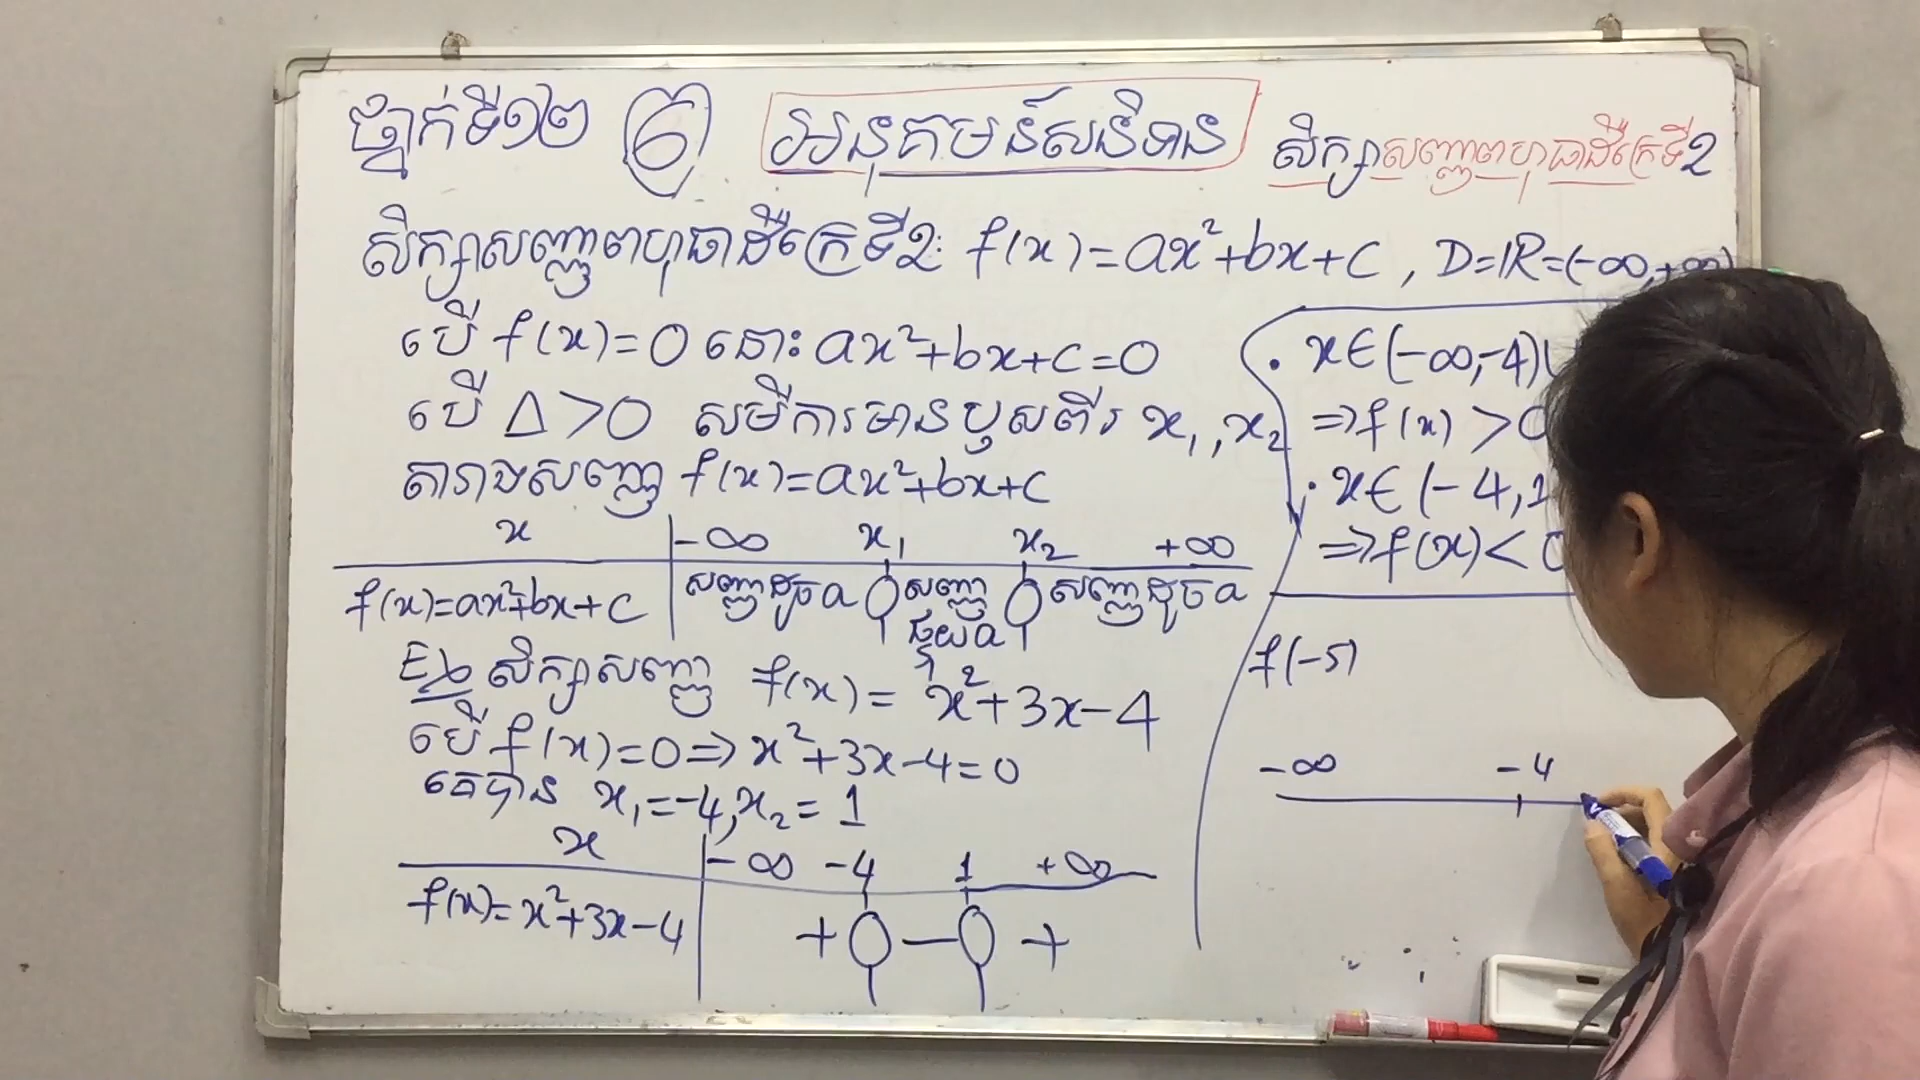 ថ្នាក់ទី១២ 6 អនុគមន៍សនិទាន សិក្សាសញ្ញាពហុធាដឺក្រេទី2
សិក្សាសញ្ញាពហុធាដឺក្រេទី2: f(x)=ax²+bx+c , D=IR=(-∞,+∞)
បើ f(x)=0 នោះ ax²+bx+c=0
បើ Δ>0 សមីការមានឫសពីរ x₁,x₂
តារាងសញ្ញា f(x)=ax²+bx+c
x -∞ x₁ x₂ +∞
f(x)=ax²+bx+c សញ្ញាដូច a 0 សញ្ញាផ្ទុយ a 0 សញ្ញាដូច a
Ex សិក្សាសញ្ញា f(x)= x²+3x-4
បើ f(x)=0 => x²+3x-4=0
គេបាន x₁=-4, x₂=1
x -∞ -4 1 +∞
f(x)=x²+3x-4 + 0 - 0 +
. x∈(-∞,-4)∪
=>f(x)>0
. x∈(-4,1
=>f(x)<0
f(-5)
-∞ -4